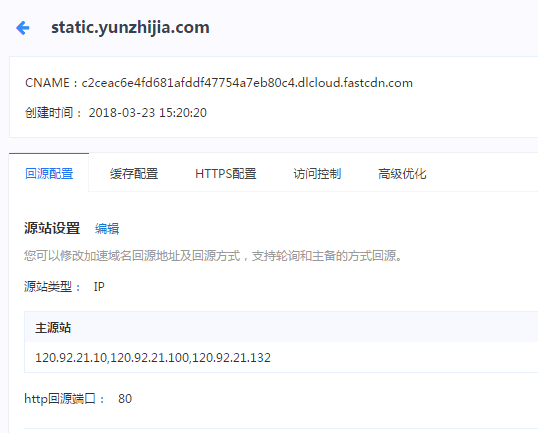 static.yunzhijia.com
CNAME：c2ceac6e4fd681afddf47754a7eb80c4.dlcloud.fastcdn.com
创建时间： 2018-03-23 15:20:20
回源配置 缓存配置 HTTPS配置 访问控制 高级优化
源站设置 编辑
您可以修改加速域名回源地址及回源方式，支持轮询和主备的方式回源。
源站类型： IP
主源站
120.92.21.10,120.92.21.100,120.92.21.132
http回源端口： 80